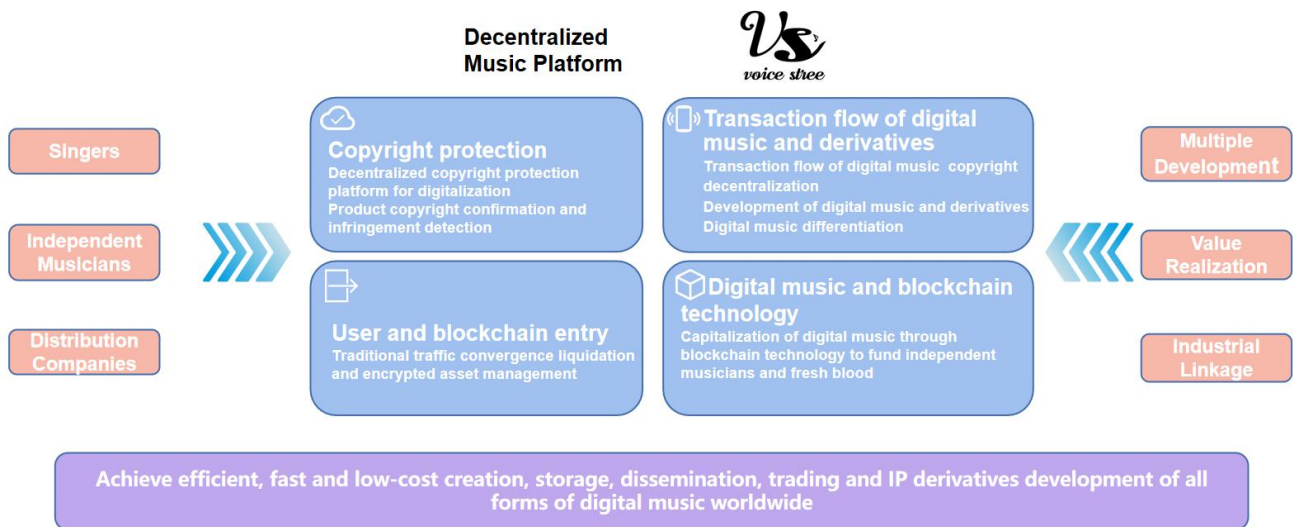 Decentralized
Music Platform
Vs
voice stree
Singers
Independent
Musicians
Distribution
Companies
Copyright protection
Decentralized copyright protection
platform for digitalization
Product copyright confirmation and
infringement detection
Transaction flow of digital
music and derivatives
Transaction flow of digital music copyright
decentralization
Development of digital music and derivatives
Digital music differentiation
User and blockchain entry
Traditional traffic convergence liquidation
and encrypted asset management
Digital music and blockchain
technology
Capitalization of digital music through
blockchain technology to fund independent
musicians and fresh blood
Multiple
Development
Value
Realization
Industrial
Linkage
Achieve efficient, fast and low-cost creation, storage, dissemination, trading and IP derivatives development of all
forms of digital music worldwide